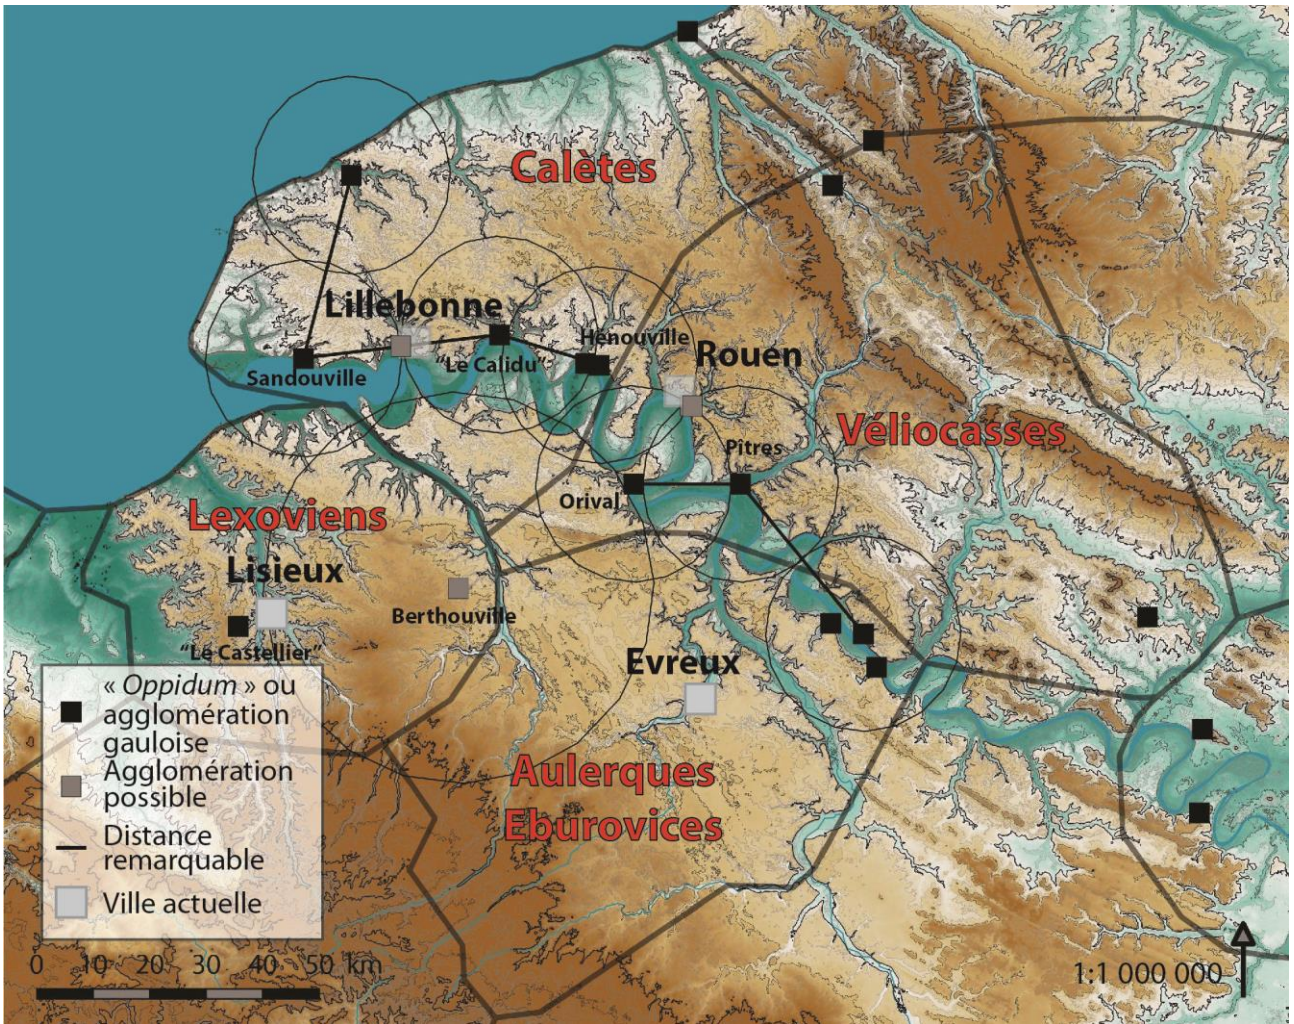 Calètes
Lillebonne
Hénouville
Rouen
"Le Calidu"
Sandouville
Véliocasses
Pîtres
Orival
Lexoviens
Lisieux
Berthouville
"Le Castellier"
Evreux
Aulerques
Eburovices
« Oppidum » ou
agglomération
gauloise
Agglomération
possible
Distance
remarquable
Ville actuelle
0 10 20 30 40 50 km
1:1 000 000